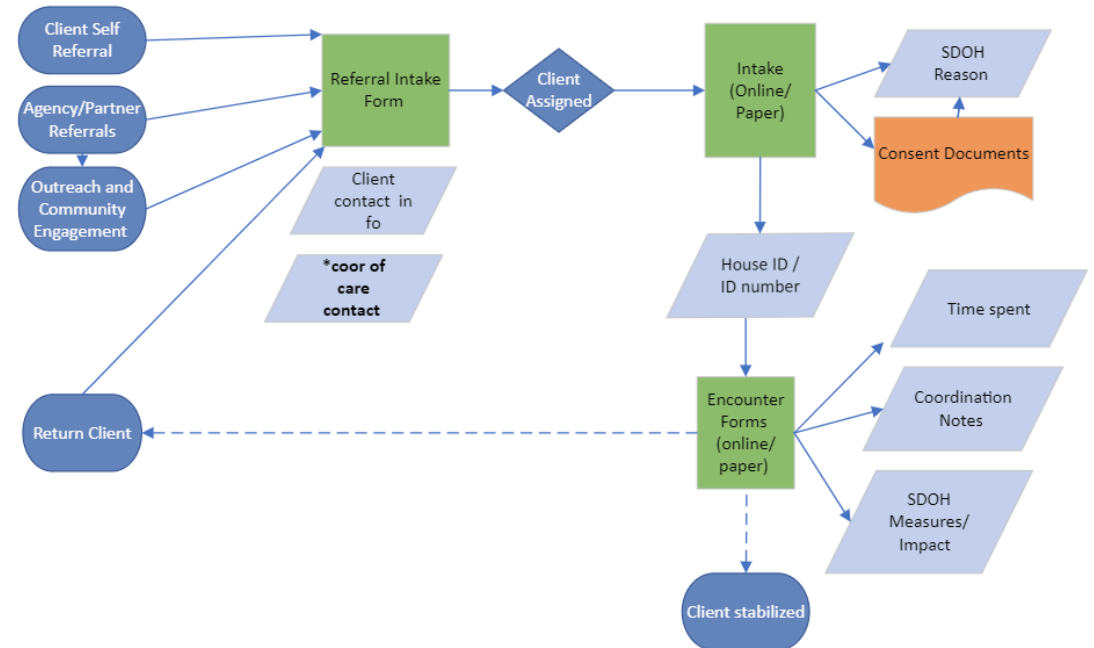 Client Self
Referral
Agency/Partner
Referrals
Outreach and
Community
Engagement
Return Client
Referral Intake
Form
Client
contact in
fo
*coor of
care
contact
Client
Assigned
Intake
(Online/
Paper)
SDOH
Reason
Consent Documents
House ID /
ID number
Encounter
Forms
(online/
paper)
Time spent
Coordination
Notes
SDOH
Measures/
Impact
Client stabilized